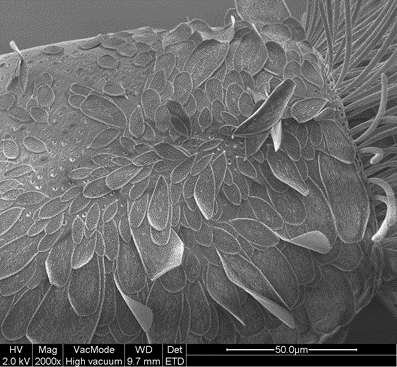 HV Mag VacMode WD Det 50.0µm
2.0 kV 2000x High vacuum 9.7 mm ETD